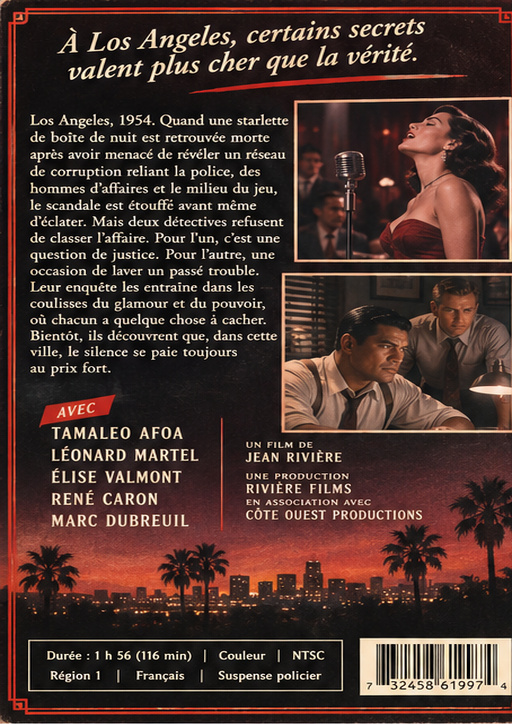 À Los Angeles, certains secrets
valent plus cher que la vérité.
Los Angeles, 1954. Quand une starlette
de boîte de nuit est retrouvée morte
après avoir menacé de révéler un réseau
de corruption reliant la police, des
hommes d'affaires et le milieu du jeu,
le scandale est étouffé avant même
d'éclater. Mais deux détectives refusent
de classer l'affaire. Pour l'un, c'est une
question de justice. Pour l'autre, une
occasion de laver un passé trouble.
Leur enquête les entraîne dans les
coulisses du glamour et du pouvoir,
où chacun a quelque chose à cacher.
Bientôt, ils découvrent que, dans cette
ville, le silence se paie toujours
au prix fort.
AVEC
TAMALEO AFOA
LÉONARD MARTEL
ÉLISE VALMONT
RENÉ CARON
MARC DUBREUIL
UN FILM DE
JEAN RIVIÈRE
UNE PRODUCTION
RIVIÈRE FILMS
EN ASSOCIATION AVEC
CÔTE OUEST PRODUCTIONS
Durée : 1 h 56 (116 min) | Couleur | NTSC
Région 1 | Français | Suspense policier
7 32458 61997 4